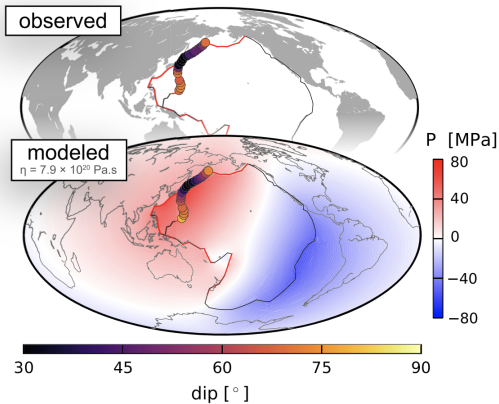 observed
modeled
η = 7.9 × 10²⁰ Pa.s
P [MPa]
80
40
0
−40
−80
30 45 60 75 90
dip [°]